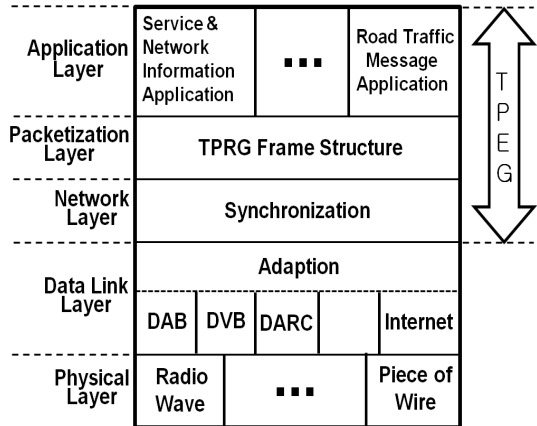 Application
Layer
Service &
Network
Information
Application
...
Road Traffic
Message
Application
TPEG
Packetization
Layer
TPRG Frame Structure
Network
Layer
Synchronization
Data Link
Layer
Adaption
DAB
DVB
DARC
Internet
Physical
Layer
Radio
Wave
...
Piece of
Wire